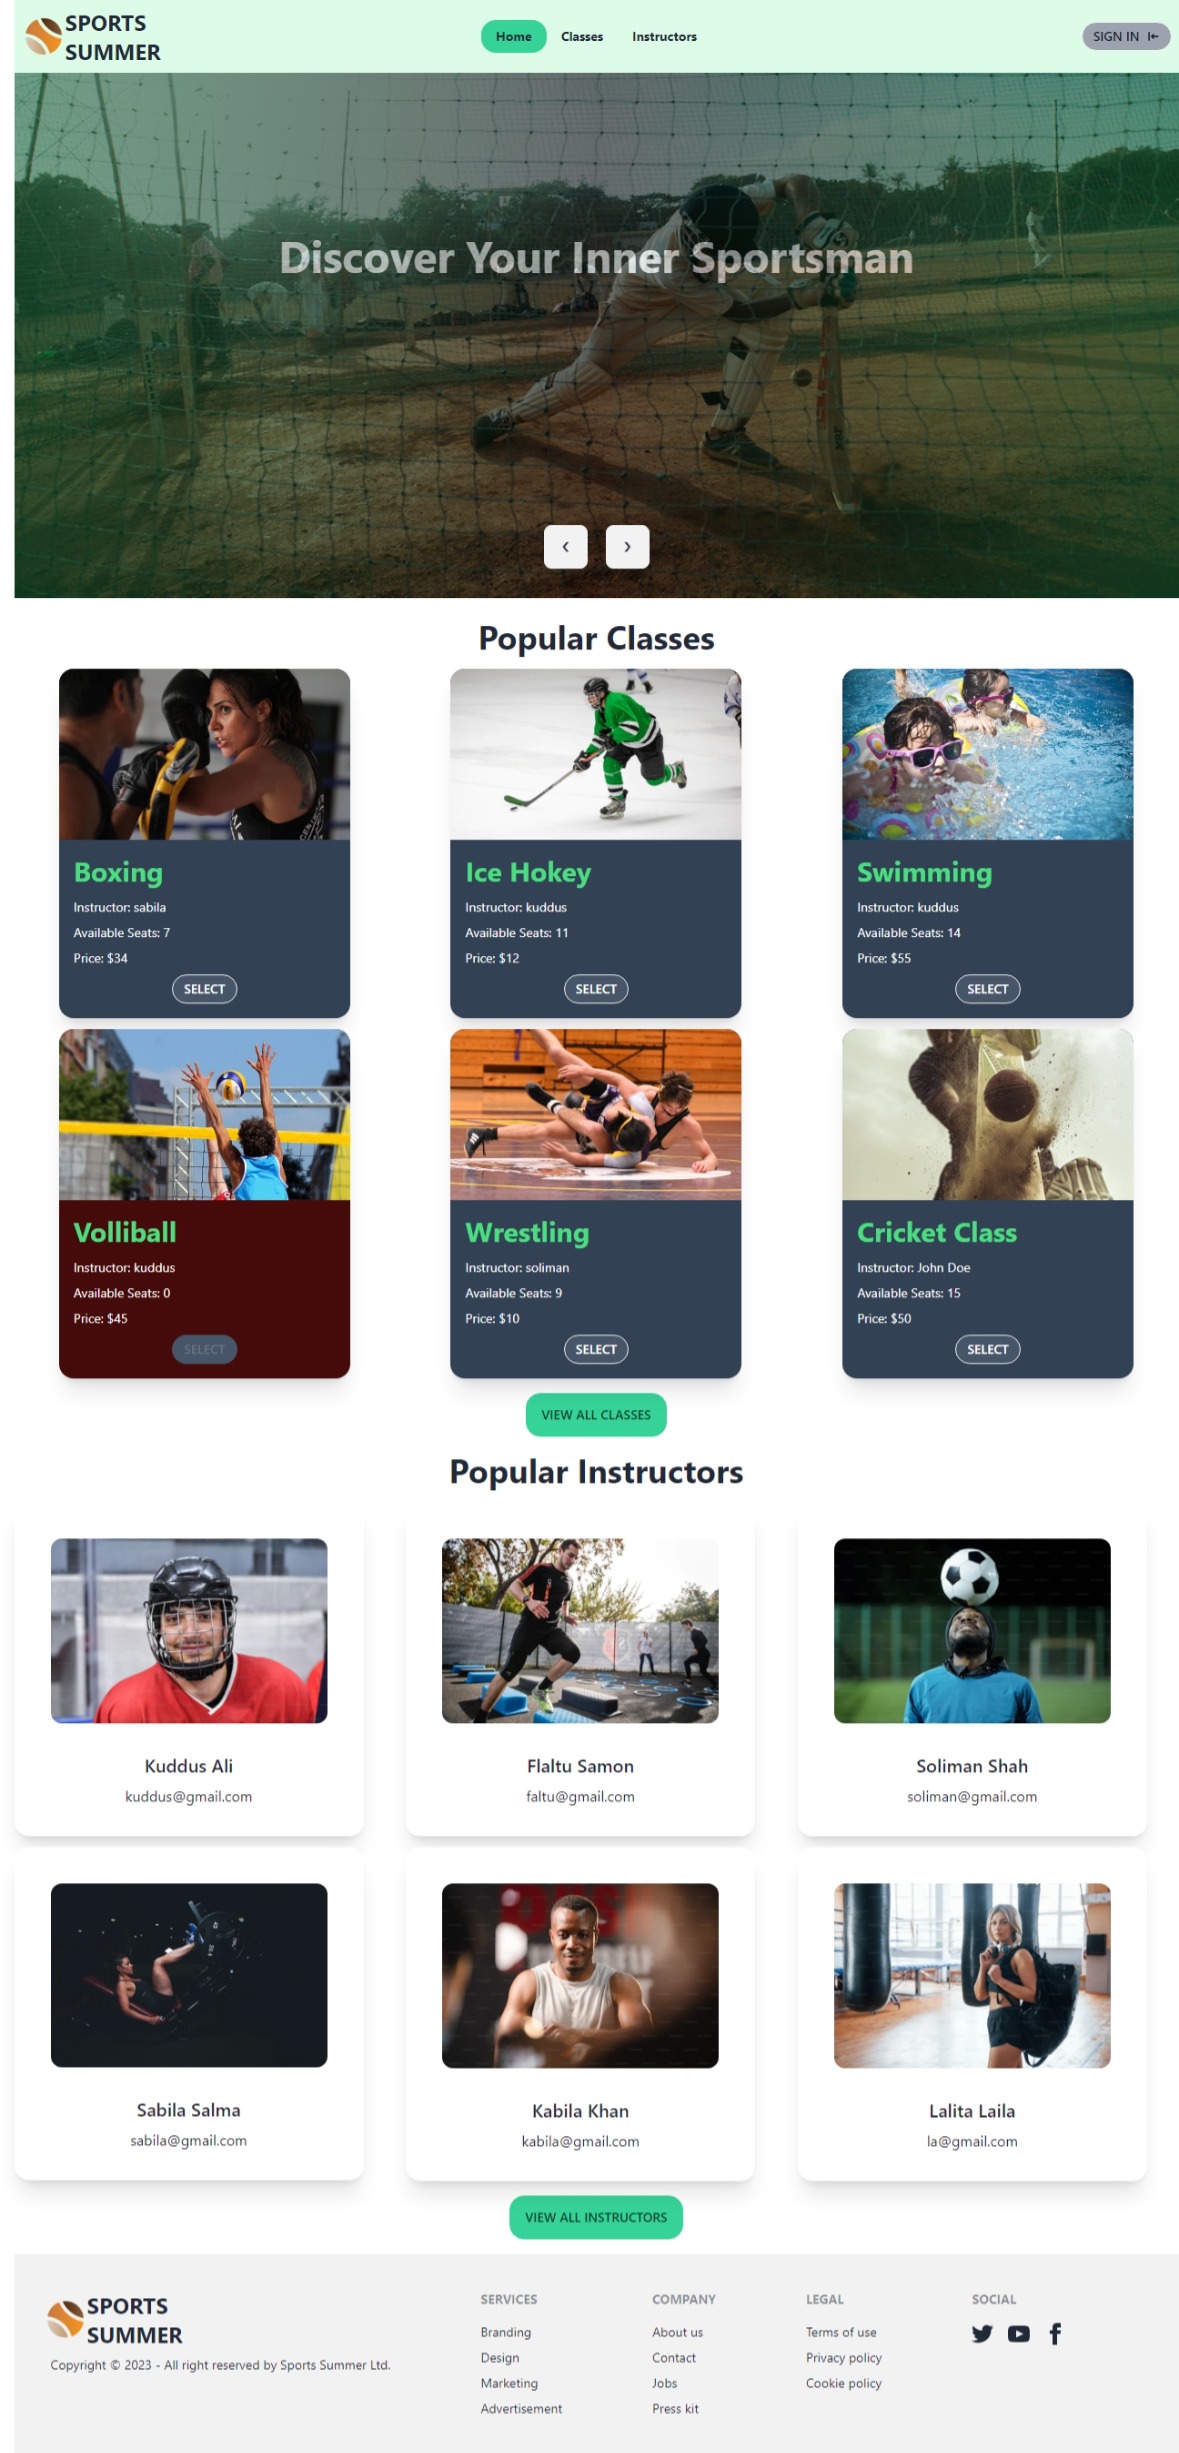 SPORTS
SUMMER
Home
Classes
Instructors
SIGN IN
Discover Your Inner Sportsman
‹
›
Popular Classes
Boxing
Instructor: sabila
Available Seats: 7
Price: $34
SELECT
Ice Hokey
Instructor: kuddus
Available Seats: 11
Price: $12
SELECT
Swimming
Instructor: kuddus
Available Seats: 14
Price: $55
SELECT
Volliball
Instructor: kuddus
Available Seats: 0
Price: $45
SELECT
Wrestling
Instructor: soliman
Available Seats: 9
Price: $10
SELECT
Cricket Class
Instructor: John Doe
Available Seats: 15
Price: $50
SELECT
VIEW ALL CLASSES
Popular Instructors
Kuddus Ali
kuddus@gmail.com
Flaltu Samon
faltu@gmail.com
Soliman Shah
soliman@gmail.com
Sabila Salma
sabila@gmail.com
Kabila Khan
kabila@gmail.com
Lalita Laila
la@gmail.com
VIEW ALL INSTRUCTORS
SPORTS
SUMMER
Copyright © 2023 - All right reserved by Sports Summer Ltd.
SERVICES
Branding
Design
Marketing
Advertisement
COMPANY
About us
Contact
Jobs
Press kit
LEGAL
Terms of use
Privacy policy
Cookie policy
SOCIAL